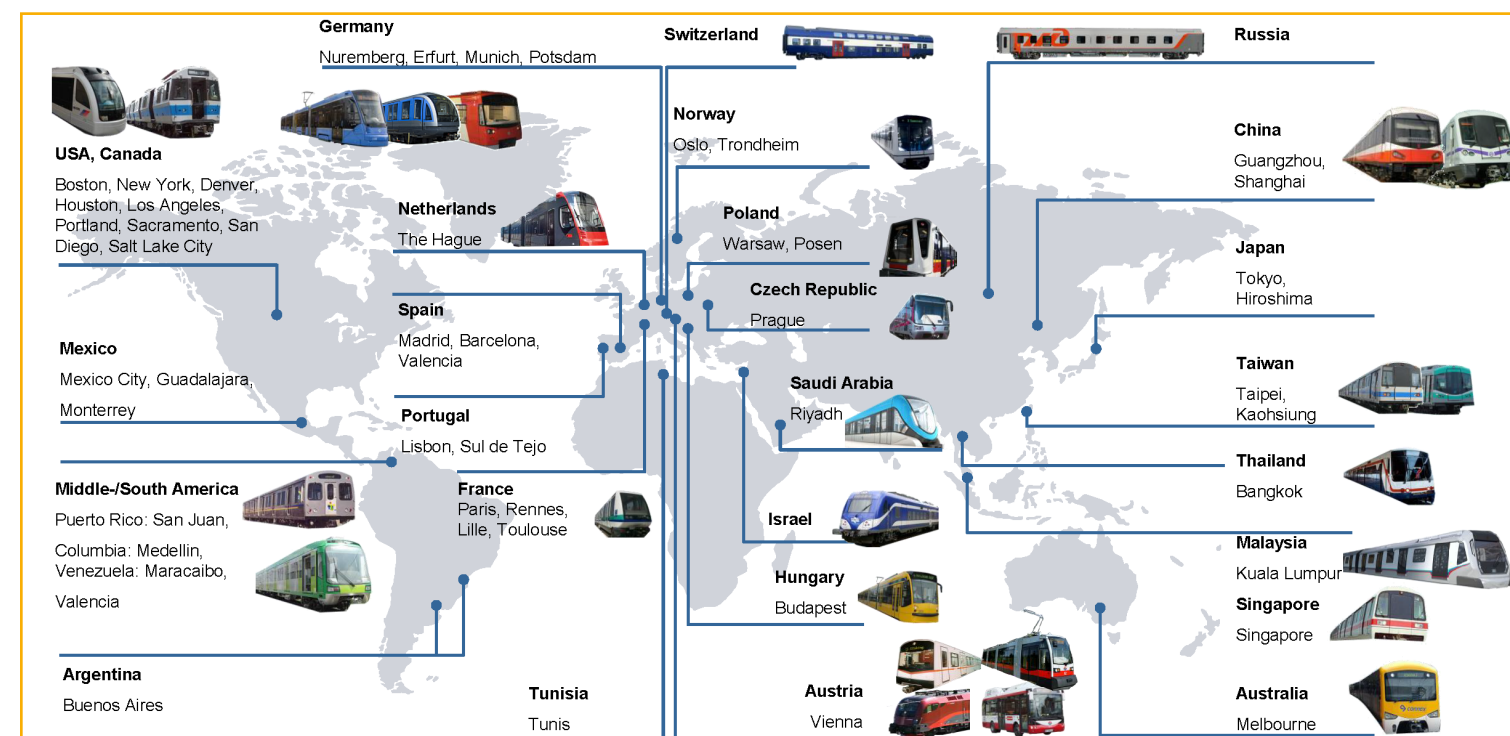 Germany
Nuremberg, Erfurt, Munich, Potsdam
Switzerland
Russia
Norway
Oslo, Trondheim
China
Guangzhou,
Shanghai
USA, Canada
Boston, New York, Denver,
Houston, Los Angeles,
Portland, Sacramento, San
Diego, Salt Lake City
Netherlands
The Hague
Poland
Warsaw, Posen
Japan
Tokyo,
Hiroshima
Czech Republic
Prague
Spain
Madrid, Barcelona,
Valencia
Mexico
Mexico City, Guadalajara,
Monterrey
Taiwan
Taipei,
Kaohsiung
Saudi Arabia
Riyadh
Portugal
Lisbon, Sul de Tejo
Thailand
Bangkok
Middle-/South America
Puerto Rico: San Juan,
Columbia: Medellin,
Venezuela: Maracaibo,
Valencia
France
Paris, Rennes,
Lille, Toulouse
Israel
Malaysia
Kuala Lumpur
Hungary
Budapest
Singapore
Singapore
Argentina
Buenos Aires
Tunisia
Tunis
Austria
Vienna
Australia
Melbourne